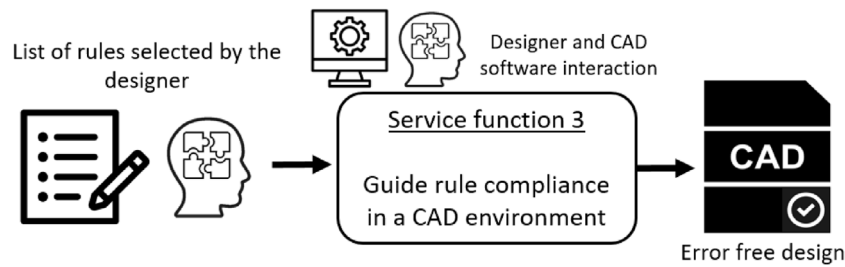 List of rules selected by the
designer
Designer and CAD
software interaction
Service function 3
Guide rule compliance
in a CAD environment
CAD
Error free design